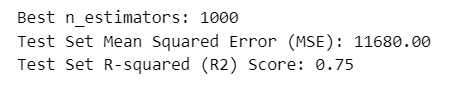 Best n_estimators: 1000
Test Set Mean Squared Error (MSE): 11680.00
Test Set R-squared (R2) Score: 0.75